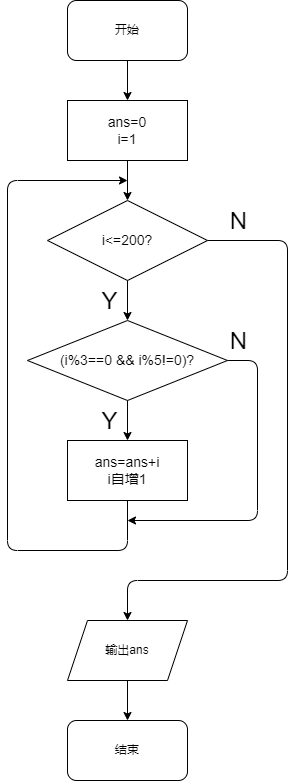 开始
ans=0
i=1
i<=200?
N
Y
(i%3==0 && i%5!=0)?
N
Y
ans=ans+i
i自增1
输出ans
结束